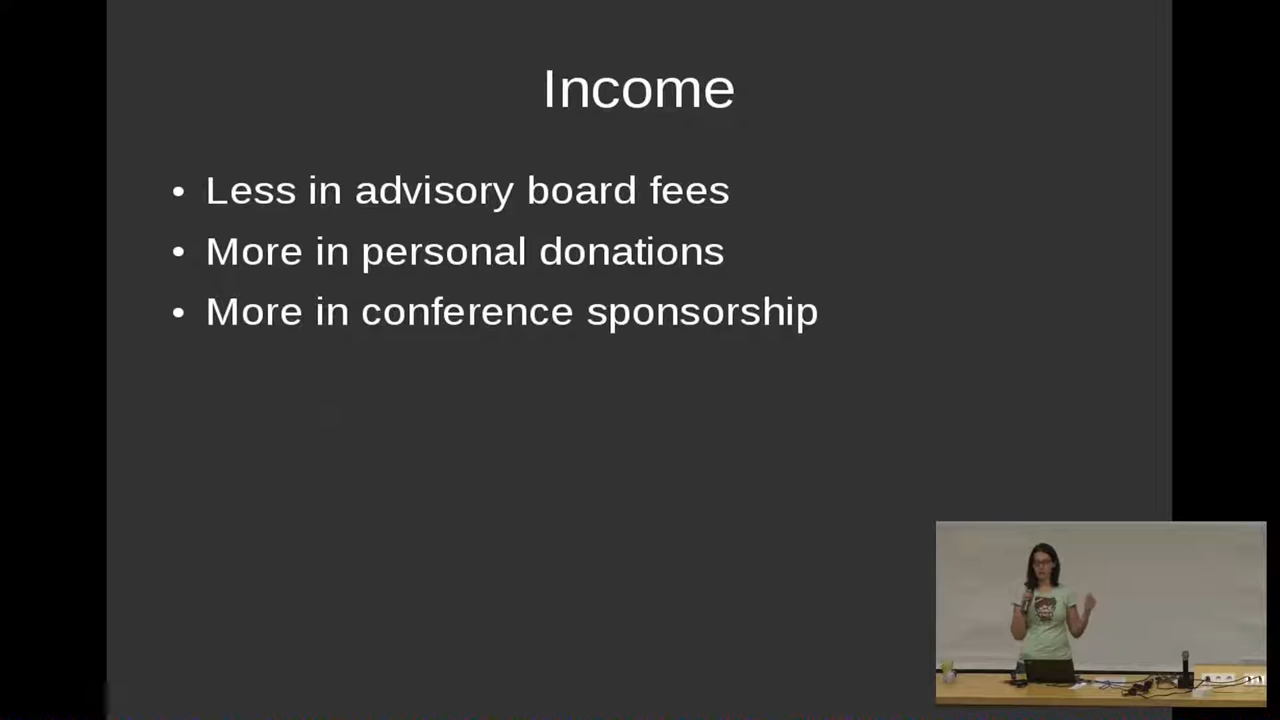 Income
• Less in advisory board fees
• More in personal donations
• More in conference sponsorship